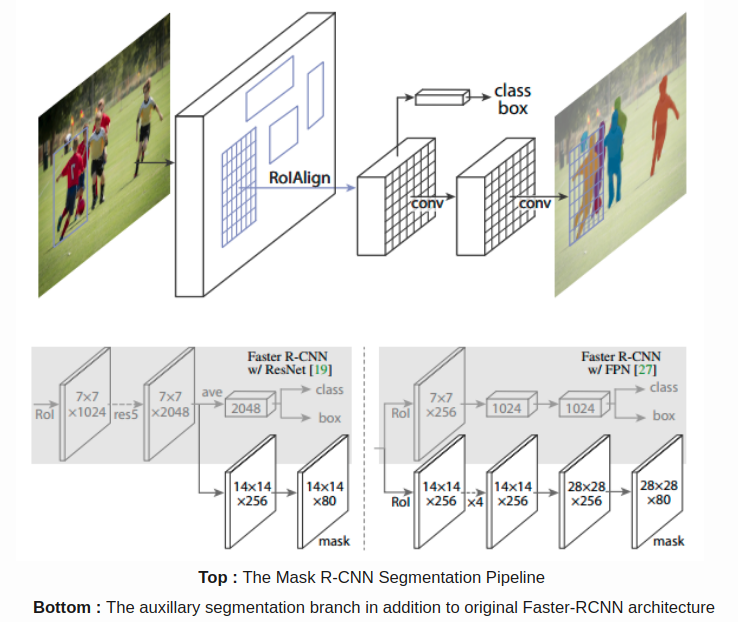 class
box
RoIAlign
conv
conv
Faster R-CNN
w/ ResNet [19]
RoI
7×7
×1024
res5
7×7
×2048
ave
2048
class
box
14×14
×256
14×14
×80
mask
Faster R-CNN
w/ FPN [27]
RoI
7×7
×256
1024
1024
class
box
RoI
14×14
×256
×4
14×14
×256
28×28
×256
28×28
×80
mask
Top : The Mask R-CNN Segmentation Pipeline
Bottom : The auxillary segmentation branch in addition to original Faster-RCNN architecture